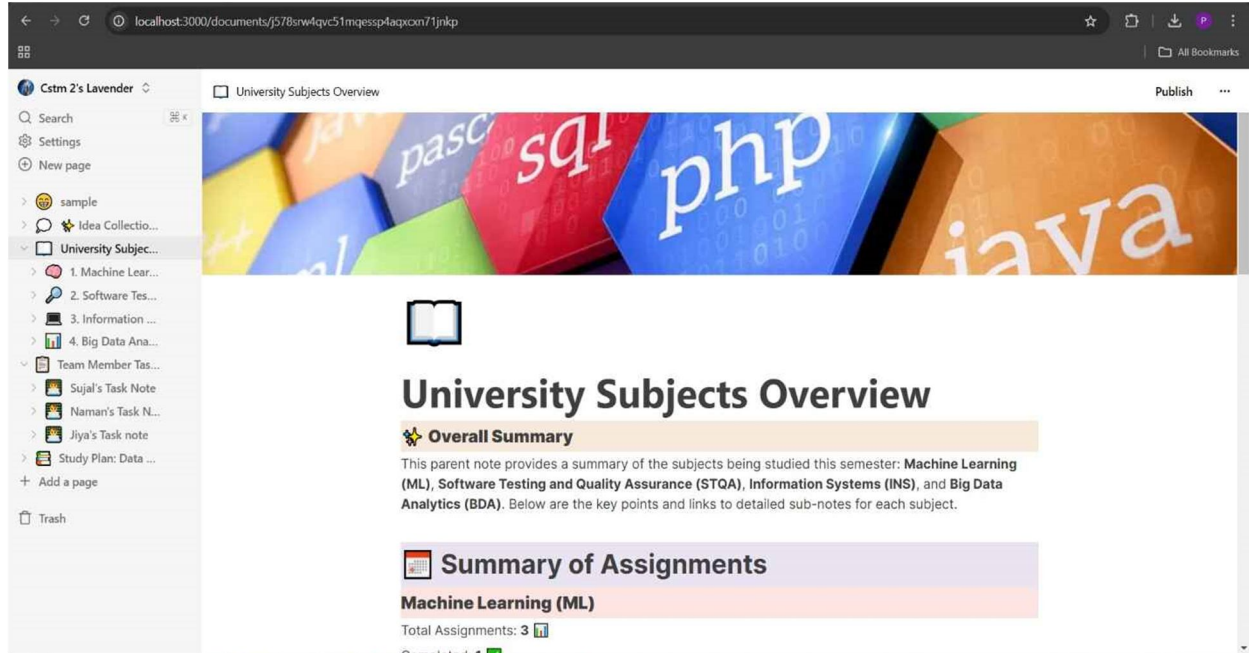 localhost:3000/documents/j578srw4qvc51mqessp4aqxcxn71jnkp
All Bookmarks
Cstm 2's Lavender
University Subjects Overview
Publish
Search
⌘ K
Settings
New page
sample
✨ Idea Collectio...
University Subjec...
1. Machine Lear...
2. Software Tes...
3. Information ...
4. Big Data Ana...
Team Member Tas...
Sujal's Task Note
Naman's Task N...
Jiya's Task note
Study Plan: Data ...
Add a page
Trash
java
pasc
sql
php
java
++
University Subjects Overview
✨ Overall Summary
This parent note provides a summary of the subjects being studied this semester: Machine Learning
(ML), Software Testing and Quality Assurance (STQA), Information Systems (INS), and Big Data
Analytics (BDA). Below are the key points and links to detailed sub-notes for each subject.
Summary of Assignments
Machine Learning (ML)
Total Assignments: 3 📊